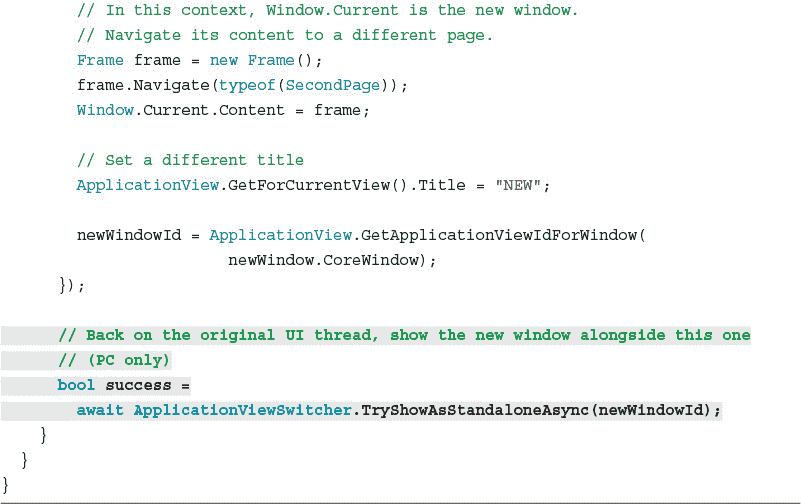 // In this context, Window.Current is the new window.
// Navigate its content to a different page.
Frame frame = new Frame();
frame.Navigate(typeof(SecondPage));
Window.Current.Content = frame;
// Set a different title
ApplicationView.GetForCurrentView().Title = "NEW";
newWindowId = ApplicationView.GetApplicationViewIdForWindow(
newWindow.CoreWindow);
});
// Back on the original UI thread, show the new window alongside this one
// (PC only)
bool success =
await ApplicationViewSwitcher.TryShowAsStandaloneAsync(newWindowId);
}
}
}